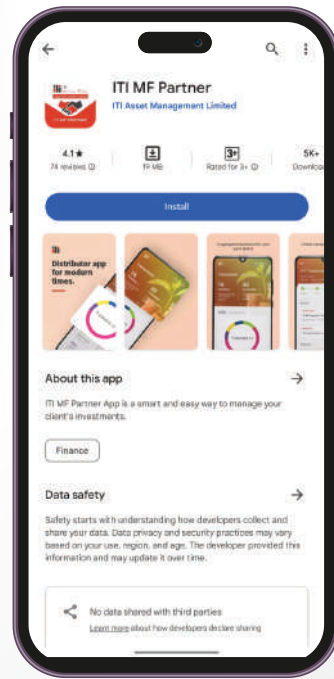 ITI MF Partner
ITI Asset Management Limited
4.1★
74 reviews
19 MB
3+
Rated for 3+
5K+
Install
Distributor app
for modern
times.
About this app
ITI MF Partner App is a smart and easy way to manage your
client's investments.
Finance
Data safety
Safety starts with understanding how developers collect and
share your data. Data privacy and security practices may vary
based on your use, region, and age. The developer provided this
information and may update it over time.
No data shared with third parties
Learn more about how developers declare sharing